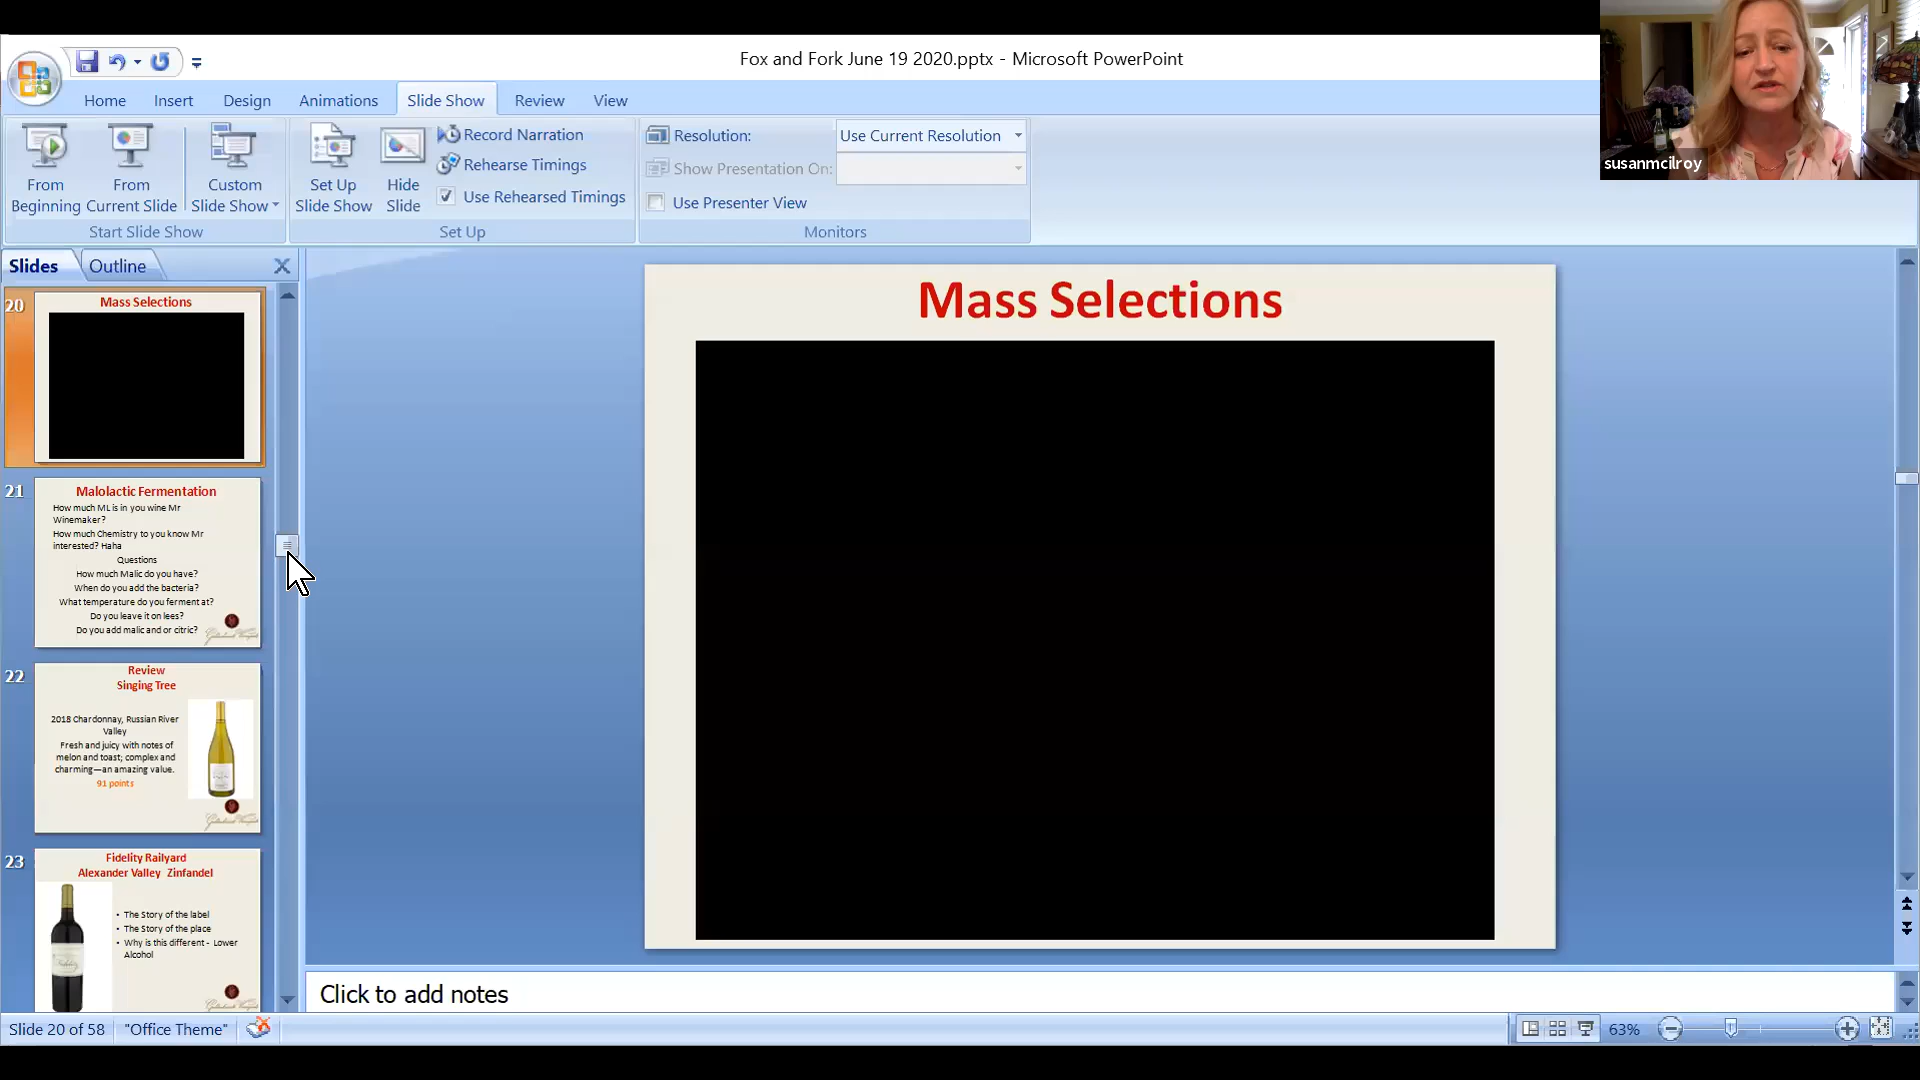 Fox and Fork June 19 2020.pptx - Microsoft PowerPoint
Home Insert Design Animations Slide Show Review View
From Beginning
From Current Slide
Custom Slide Show
Start Slide Show
Set Up Slide Show
Hide Slide
Record Narration
Rehearse Timings
Use Rehearsed Timings
Set Up
Resolution: Use Current Resolution
Show Presentation On:
Use Presenter View
Monitors
susanmcilroy
Slides Outline
20
Mass Selections
21
Malolactic Fermentation
How much ML is in you wine Mr
Winemaker?
How much Chemistry to you know Mr
interested? Haha
Questions
How much Malic do you have?
When do you add the bacteria?
What temperature do you ferment at?
Do you leave it on lees?
Do you add malic and or citric?
22
Review
Singing Tree
2018 Chardonnay, Russian River
Valley
Fresh and juicy with notes of
melon and toast; complex and
charming—an amazing value.
91 points
23
Fidelity Railyard
Alexander Valley Zinfandel
• The Story of the label
• The Story of the place
• Why is this different - Lower
Alcohol
Mass Selections
Click to add notes
Slide 20 of 58 "Office Theme" 63%